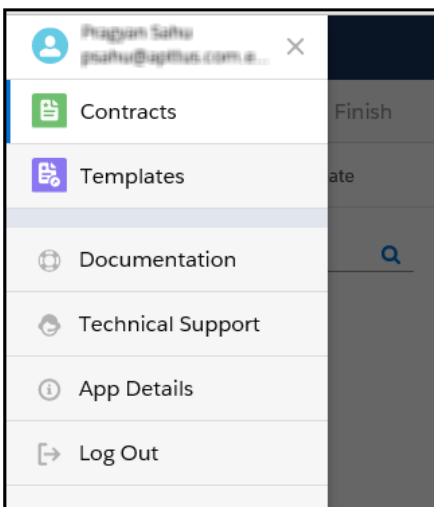 Contracts
Finish
Templates
ate
Documentation
Technical Support
App Details
Log Out